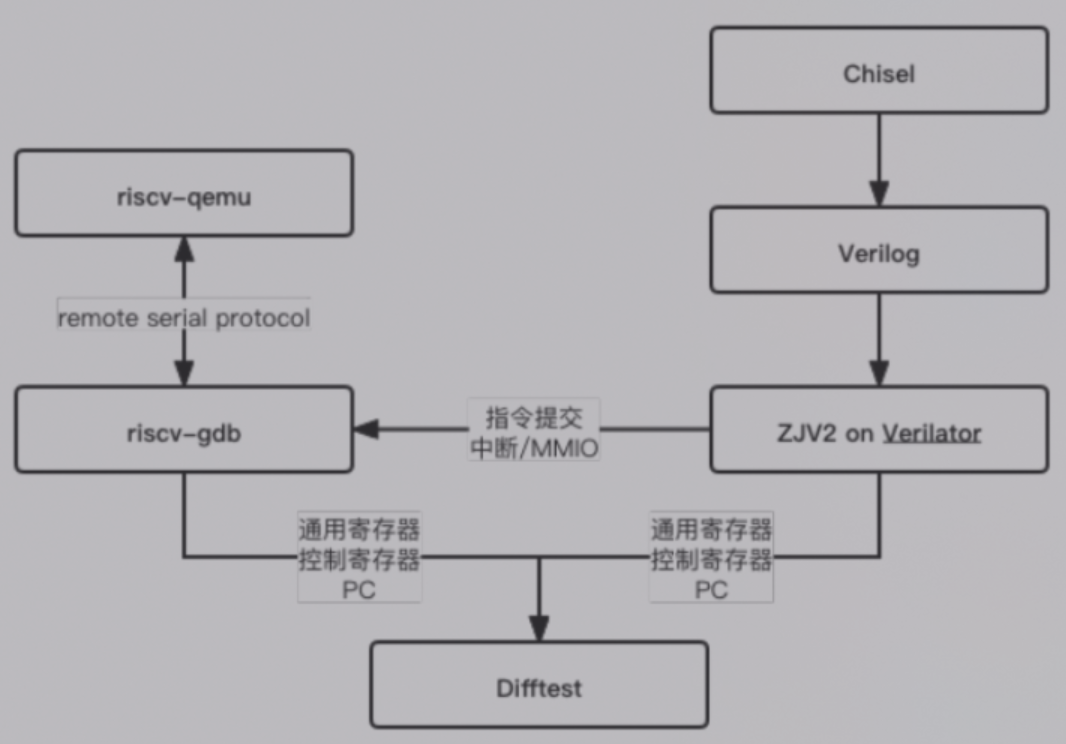 Chisel
riscv-qemu
Verilog
remote serial protocol
riscv-gdb
指令提交
中断/MMIO
ZJV2 on Verilator
通用寄存器
控制寄存器
PC
通用寄存器
控制寄存器
PC
Difftest